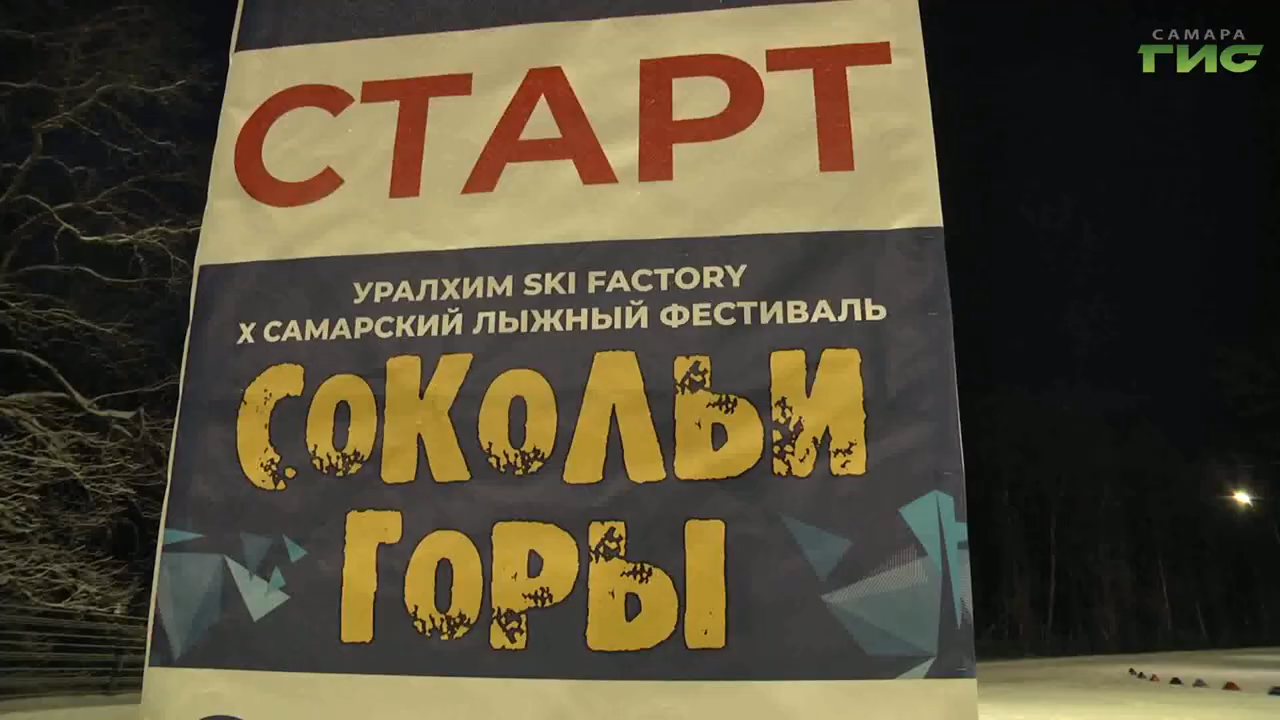 САМАРА
ГИС
СТАРТ
УРАЛХИМ SKI FACTORY
X САМАРСКИЙ ЛЫЖНЫЙ ФЕСТИВАЛЬ
СОКОЛЬИ
ГОРЫ